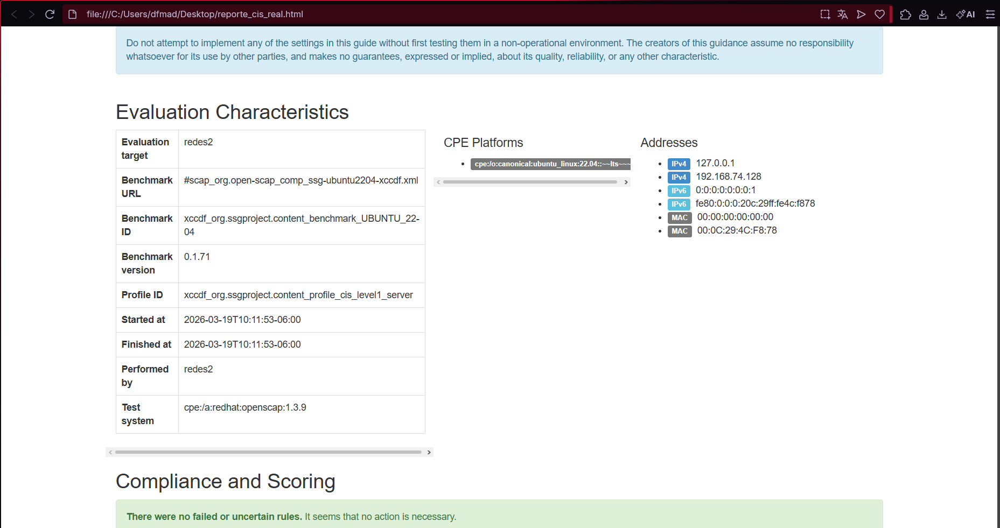 file:///C:/Users/dfmad/Desktop/reporte_cis_real.html
AI
Do not attempt to implement any of the settings in this guide without first testing them in a non-operational environment. The creators of this guidance assume no responsibility
whatsoever for its use by other parties, and makes no guarantees, expressed or implied, about its quality, reliability, or any other characteristic.
Evaluation Characteristics
Evaluation target
redes2
Benchmark URL
#scap_org.open-scap_comp_ssg-ubuntu2204-xccdf.xml
Benchmark ID
xccdf_org.ssgproject.content_benchmark_UBUNTU_22-
04
Benchmark version
0.1.71
Profile ID
xccdf_org.ssgproject.content_profile_cis_level1_server
Started at
2026-03-19T10:11:53-06:00
Finished at
2026-03-19T10:11:53-06:00
Performed by
redes2
Test system
cpe:/a:redhat:openscap:1.3.9
CPE Platforms
cpe:/o:canonical:ubuntu_linux:22.04::~~lts~~~
Addresses
IPv4 127.0.0.1
IPv4 192.168.74.128
IPv6 0:0:0:0:0:0:0:1
IPv6 fe80:0:0:0:20c:29ff:fe4c:f878
MAC 00:00:00:00:00:00
MAC 00:0C:29:4C:F8:78
Compliance and Scoring
There were no failed or uncertain rules. It seems that no action is necessary.